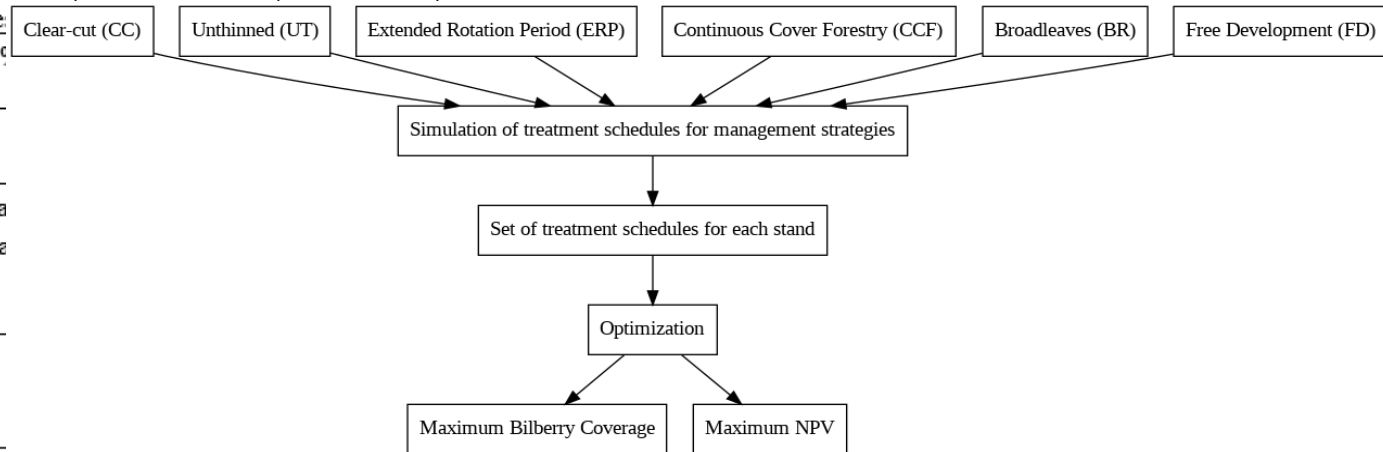 Clear-cut (CC)
Unthinned (UT)
Extended Rotation Period (ERP)
Continuous Cover Forestry (CCF)
Broadleaves (BR)
Free Development (FD)
Simulation of treatment schedules for management strategies
Set of treatment schedules for each stand
Optimization
Maximum Bilberry Coverage
Maximum NPV